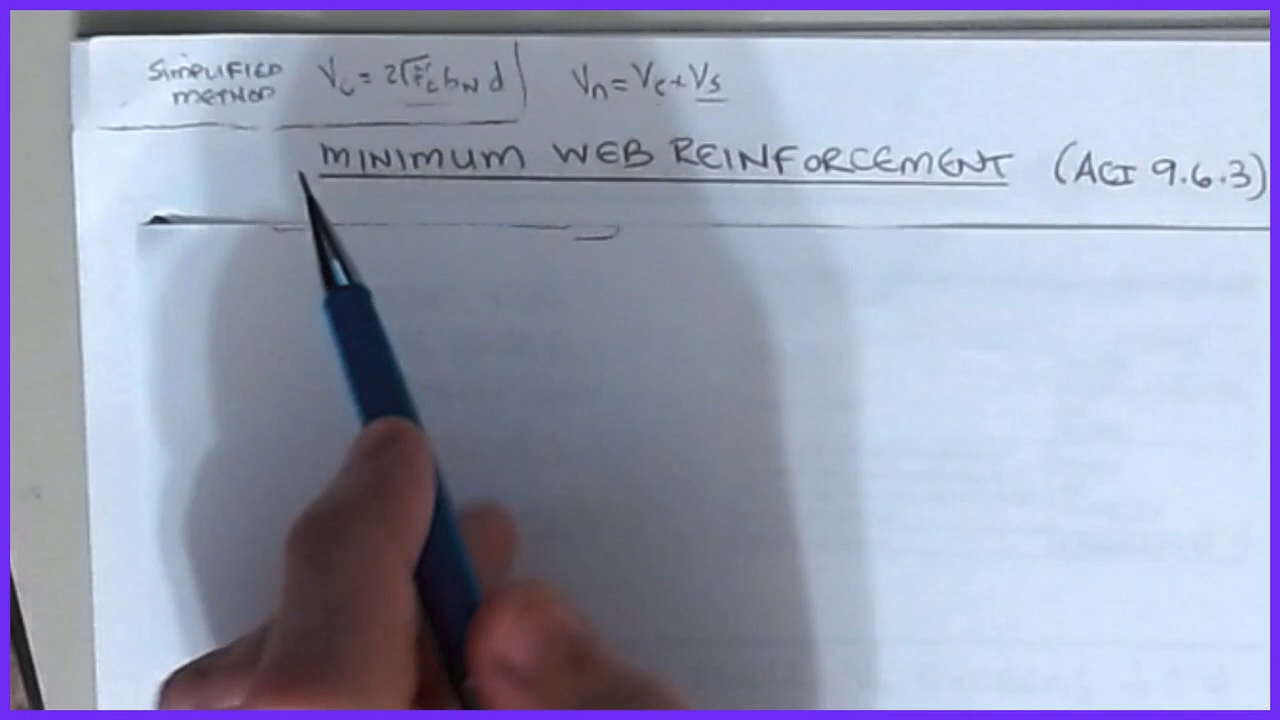 SIMPLIFIED METHOD Vc = 2√f'c bw d Vn = Vc + Vs
MINIMUM WEB REINFORCEMENT (ACI 9.6.3)